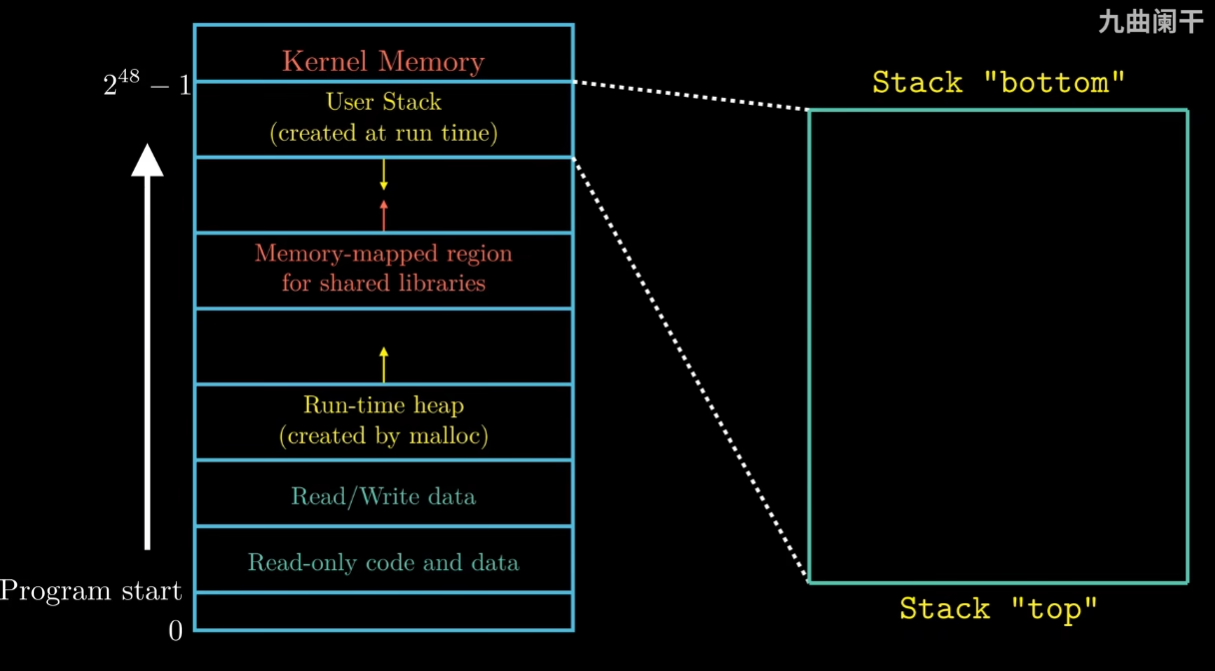 九曲阑干
Kernel Memory
2^48 − 1
User Stack
(created at run time)
Memory-mapped region
for shared libraries
Run-time heap
(created by malloc)
Read/Write data
Read-only code and data
Program start
0
Stack "bottom"
Stack "top"